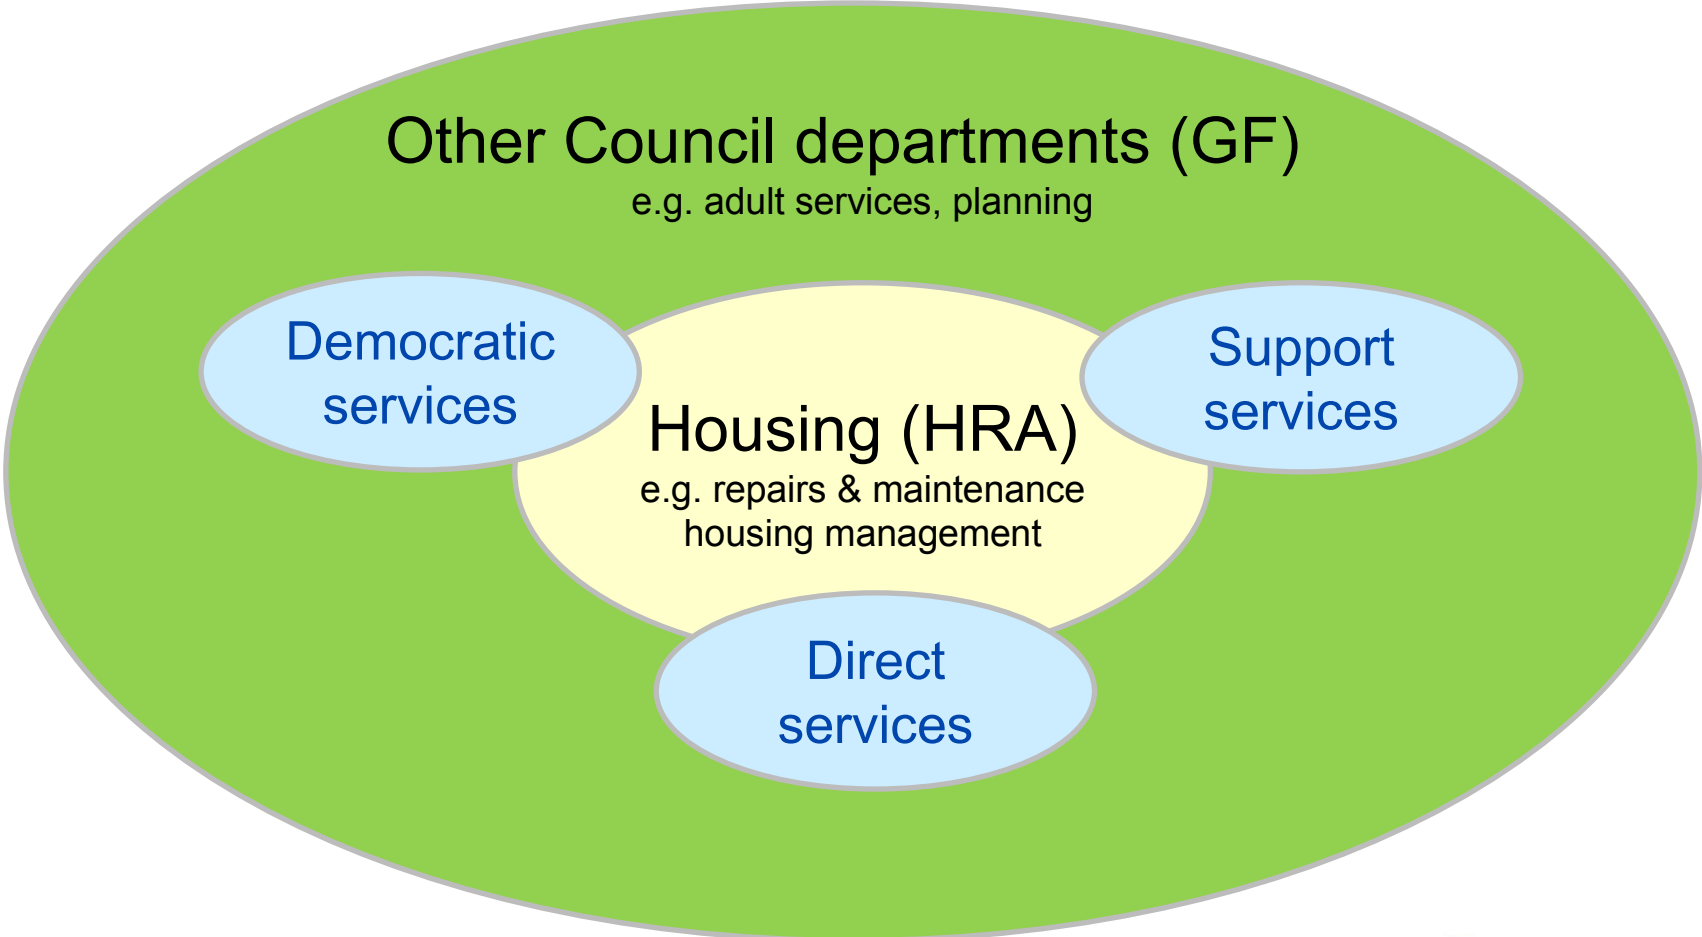 Other Council departments (GF)
e.g. adult services, planning
Democratic
services
Support
services
Housing (HRA)
e.g. repairs & maintenance
housing management
Direct
services